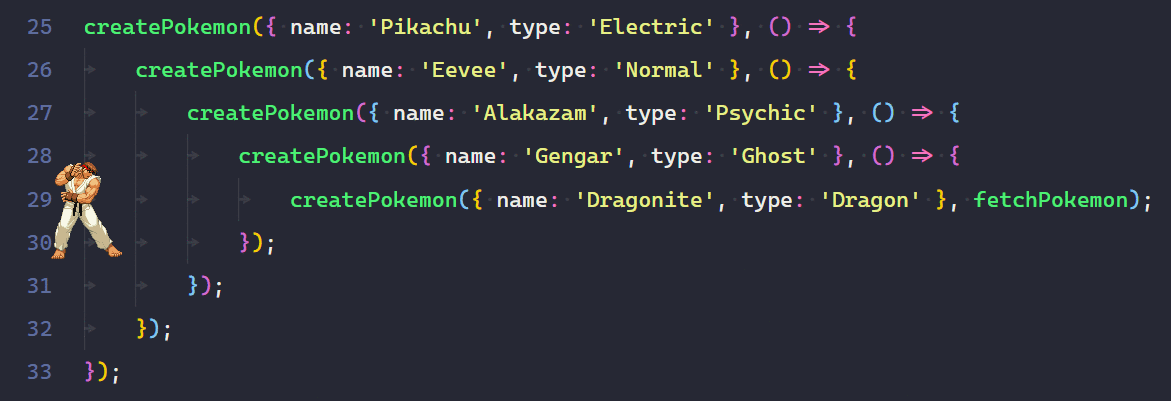 25 createPokemon({ name: 'Pikachu', type: 'Electric' }, () => {
26     createPokemon({ name: 'Eevee', type: 'Normal' }, () => {
27         createPokemon({ name: 'Alakazam', type: 'Psychic' }, () => {
28             createPokemon({ name: 'Gengar', type: 'Ghost' }, () => {
29                 createPokemon({ name: 'Dragonite', type: 'Dragon' }, fetchPokemon);
30             });
31         });
32     });
33 });